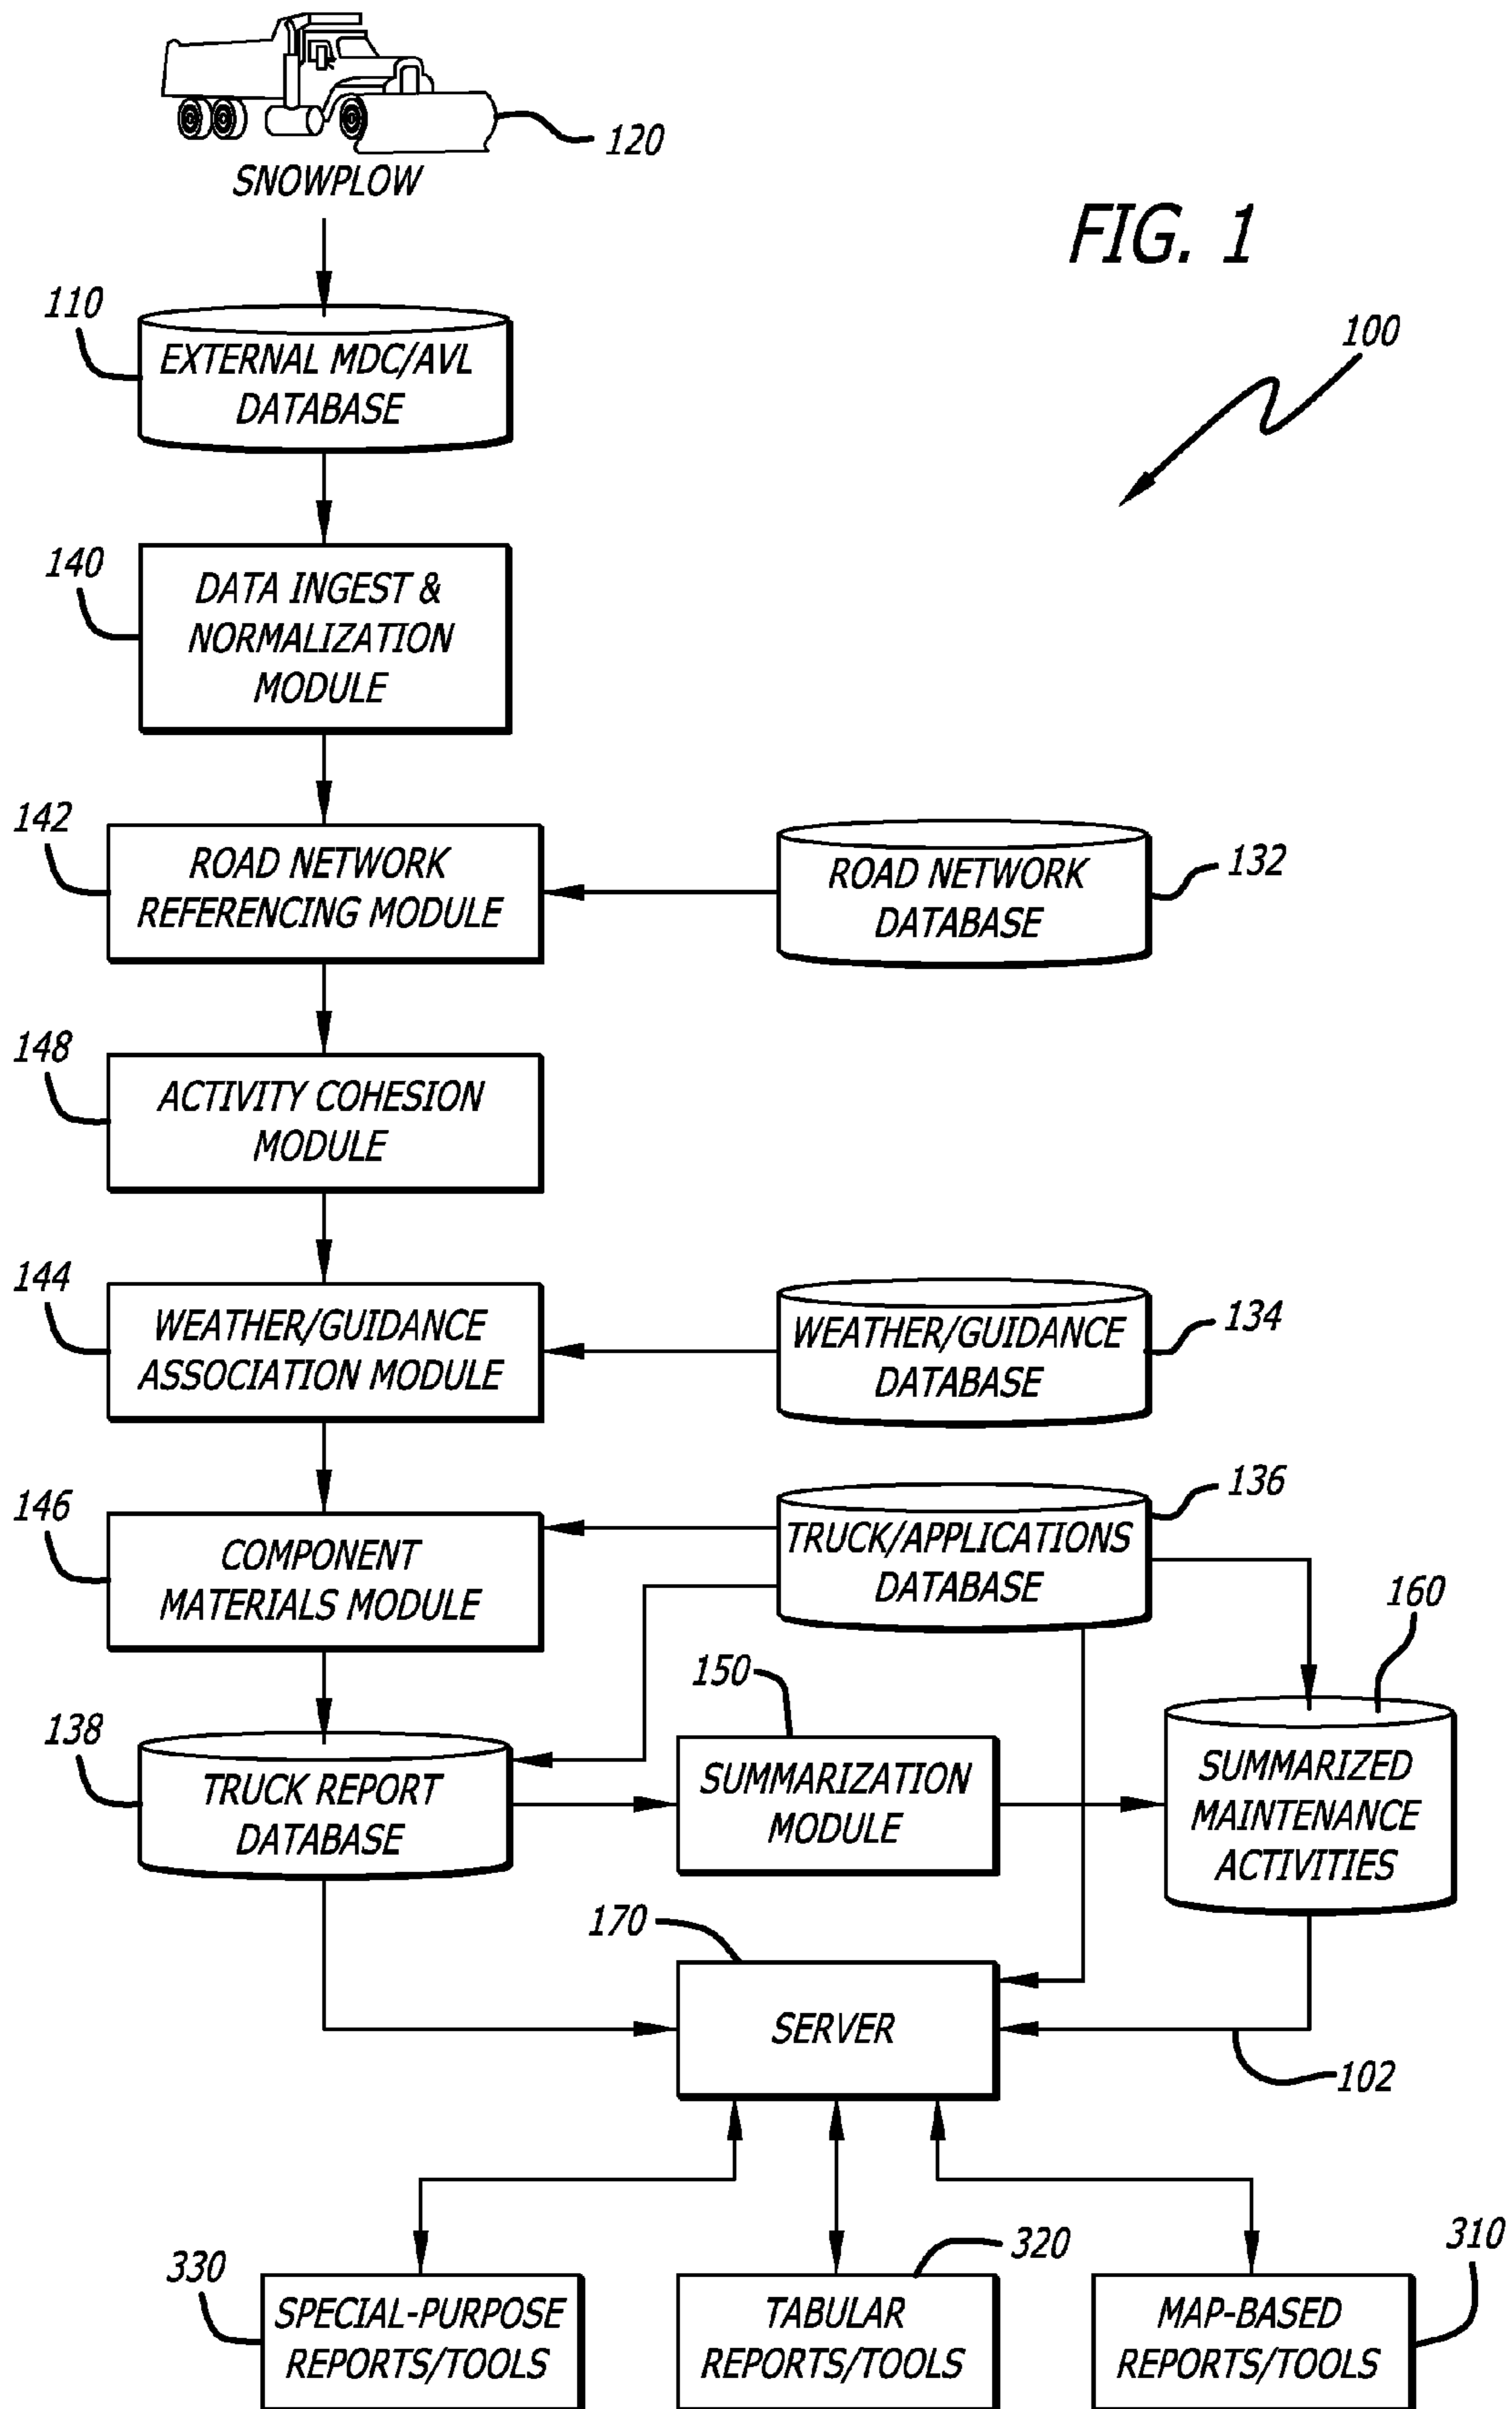 120
SNOWPLOW
FIG. 1
110
EXTERNAL MDC/AVL
DATABASE
100
140
DATA INGEST &
NORMALIZATION
MODULE
142
ROAD NETWORK
REFERENCING MODULE
ROAD NETWORK
DATABASE
132
148
ACTIVITY COHESION
MODULE
144
WEATHER/GUIDANCE
ASSOCIATION MODULE
WEATHER/GUIDANCE
DATABASE
134
146
COMPONENT
MATERIALS MODULE
TRUCK/APPLICATIONS
DATABASE
136
160
138
TRUCK REPORT
DATABASE
150
SUMMARIZATION
MODULE
SUMMARIZED
MAINTENANCE
ACTIVITIES
170
SERVER
102
330
SPECIAL-PURPOSE
REPORTS/TOOLS
320
TABULAR
REPORTS/TOOLS
310
MAP-BASED
REPORTS/TOOLS